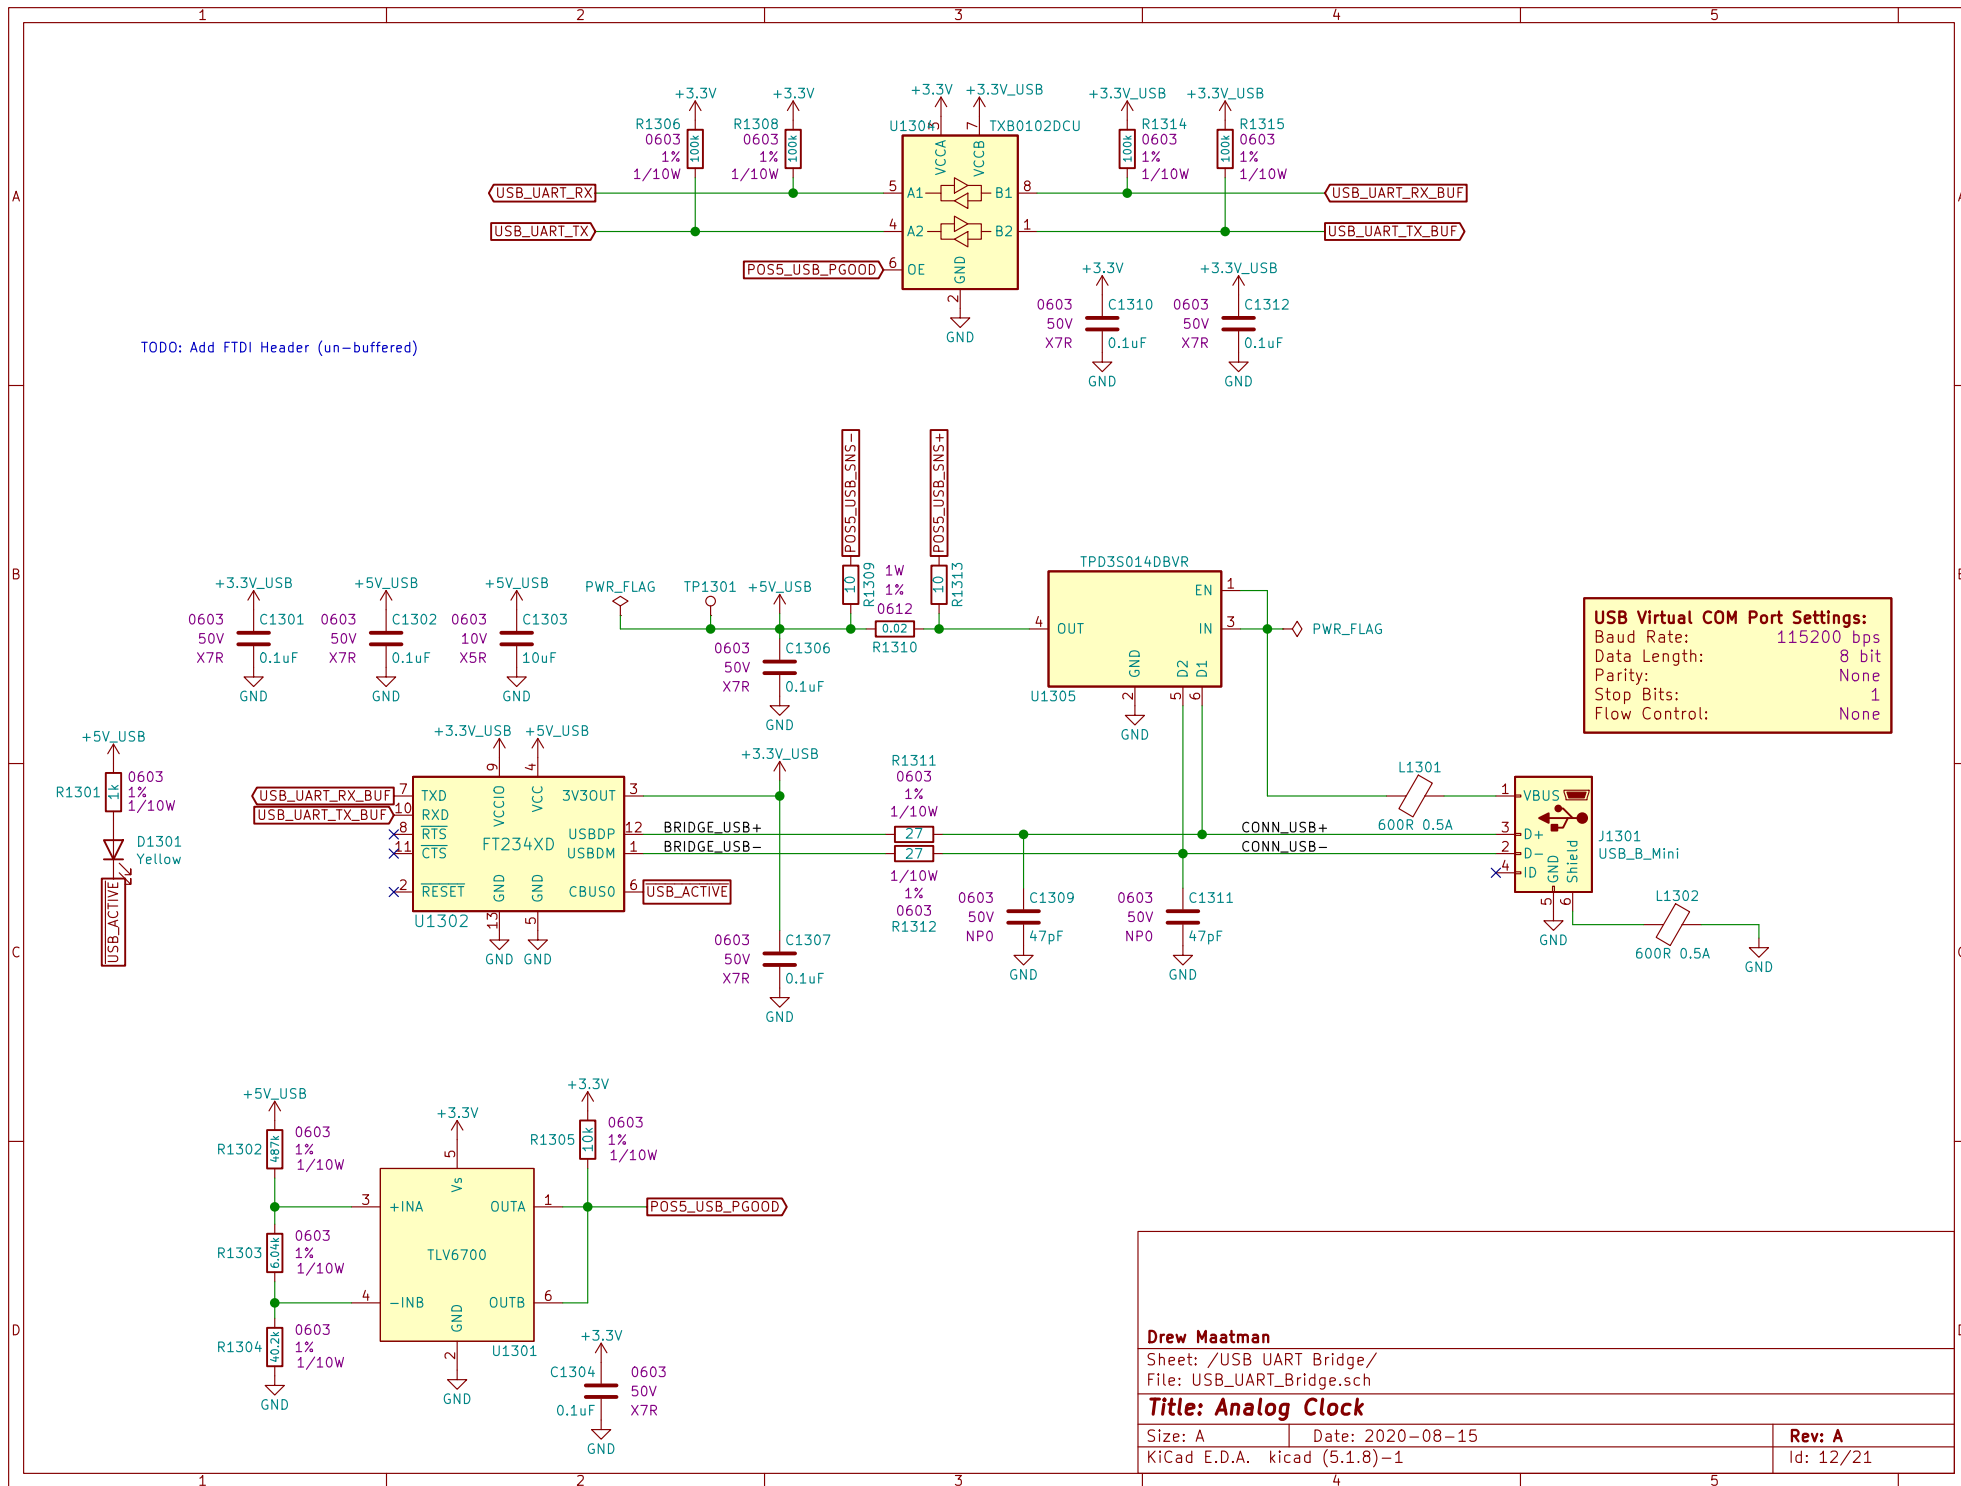 1 2 3 4 5
A
B
C
D
+3.3V
R1306
0603
1%
1/10W
100k
+3.3V
R1308
0603
1%
1/10W
100k
+3.3V
+3.3V_USB
U1304
TXB0102DCU
3
7
VCCA
VCCB
5 A1
B1 8
4 A2
B2 1
6 OE
GND
2
GND
+3.3V_USB
R1314
0603
1%
1/10W
100k
+3.3V_USB
R1315
0603
1%
1/10W
100k
USB_UART_RX
USB_UART_TX
POS5_USB_PGOOD
USB_UART_RX_BUF
USB_UART_TX_BUF
+3.3V
0603
50V
X7R
C1310
0.1uF
GND
+3.3V_USB
0603
50V
X7R
C1312
0.1uF
GND
TODO: Add FTDI Header (un-buffered)
POS5_USB_SNS-
POS5_USB_SNS+
10
R1309
10
R1313
1W
1%
0612
0.02
R1310
+3.3V_USB
0603
50V
X7R
C1301
0.1uF
GND
+5V_USB
0603
50V
X7R
C1302
0.1uF
GND
+5V_USB
0603
10V
X5R
C1303
10uF
GND
PWR_FLAG
TP1301
+5V_USB
0603
50V
X7R
C1306
0.1uF
GND
TPD3S014DBVR
EN 1
4 OUT
IN 3
GND
D2
D1
2
5
6
U1305
GND
PWR_FLAG
USB Virtual COM Port Settings:
Baud Rate: 115200 bps
Data Length: 8 bit
Parity: None
Stop Bits: 1
Flow Control: None
+5V_USB
R1301
1k
0603
1%
1/10W
D1301
Yellow
USB_ACTIVE
+3.3V_USB
+5V_USB
9
4
USB_UART_RX_BUF
USB_UART_TX_BUF
7 TXD
10 RXD
8 RTS
11 CTS
2 RESET
VCCIO
VCC
FT234XD
3V3OUT 3
USBDP 12
USBDM 1
CBUS0 6
GND
GND
13
5
U1302
GND
GND
USB_ACTIVE
+3.3V_USB
0603
50V
X7R
C1307
0.1uF
GND
BRIDGE_USB+
BRIDGE_USB-
R1311
0603
1%
1/10W
27
27
1/10W
1%
0603
R1312
0603
50V
NP0
C1309
47pF
GND
0603
50V
NP0
C1311
47pF
GND
CONN_USB+
CONN_USB-
L1301
600R 0.5A
1 VBUS
3 D+
2 D-
4 ID
GND
Shield
5
6
J1301
USB_B_Mini
GND
L1302
600R 0.5A
GND
+5V_USB
R1302
487k
0603
1%
1/10W
R1303
6.04k
0603
1%
1/10W
R1304
40.2k
0603
1%
1/10W
GND
+3.3V
5
Vs
3 +INA
OUTA 1
TLV6700
4 -INB
OUTB 6
GND
2
U1301
GND
+3.3V
R1305
10k
0603
1%
1/10W
POS5_USB_PGOOD
+3.3V
C1304
0.1uF
0603
50V
X7R
GND
Drew Maatman
Sheet: /USB UART Bridge/
File: USB_UART_Bridge.sch
Title: Analog Clock
Size: A
Date: 2020-08-15
Rev: A
KiCad E.D.A. kicad (5.1.8)-1
Id: 12/21
1 2 3 4 5